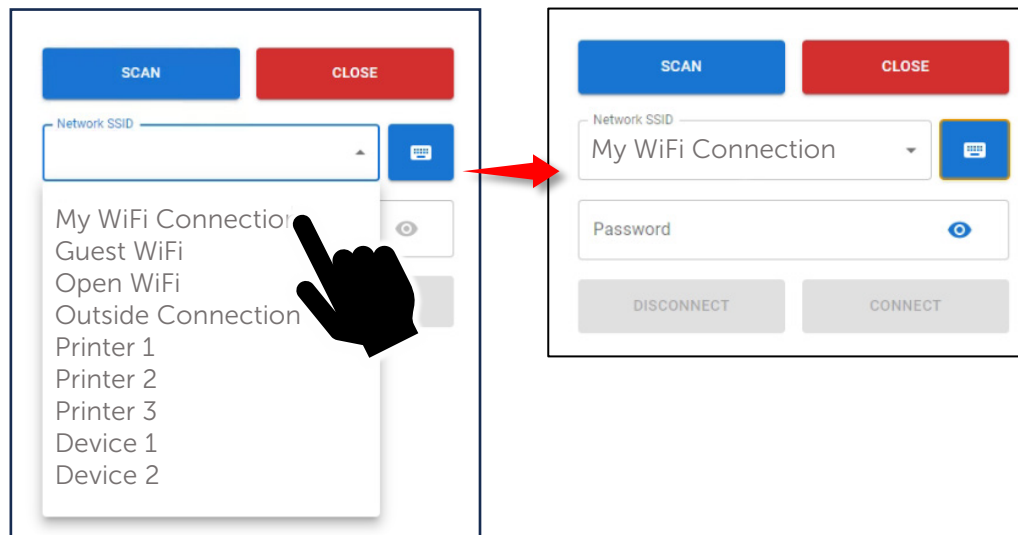 SCAN
CLOSE
Network SSID
My WiFi Connection
Guest WiFi
Open WiFi
Outside Connection
Printer 1
Printer 2
Printer 3
Device 1
Device 2
SCAN
CLOSE
Network SSID
My WiFi Connection
Password
DISCONNECT
CONNECT